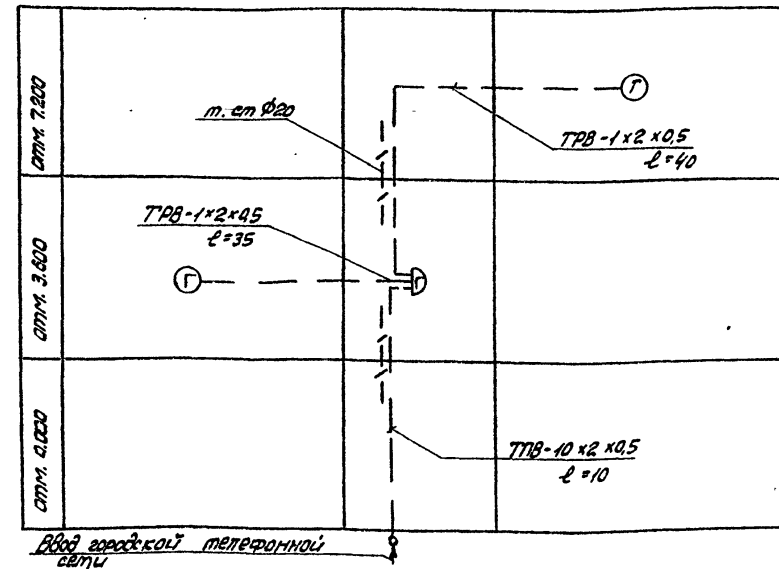 отм. 7.200
т. ст ф20
Г
ТРВ-1×2×0,5
ℓ=40
отм. 3.600
ТРВ-1×2×0,5
ℓ=35
Г
Г
отм. 0.000
ТПВ-10×2×0,5
ℓ=10
Ввод городской телефонной
сети